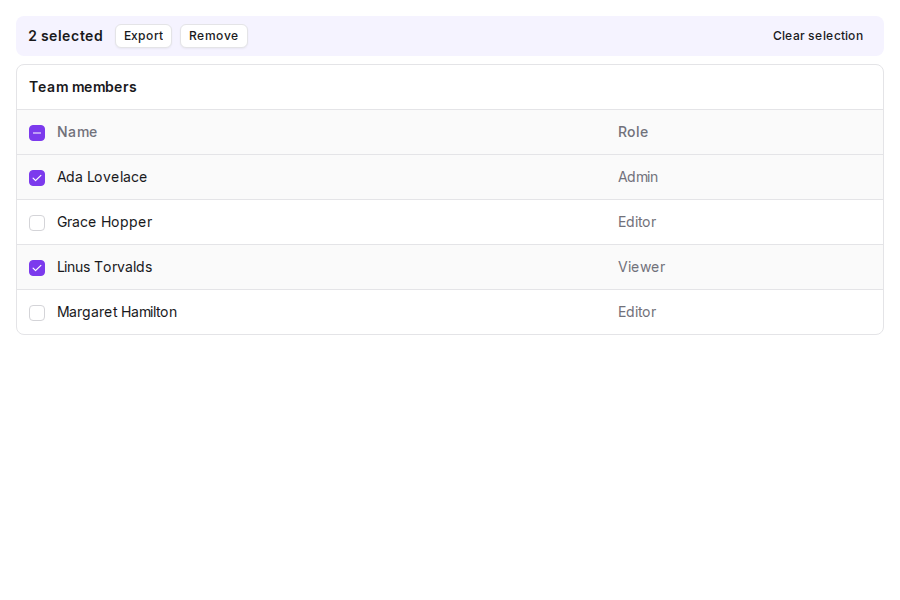 2 selected Export Remove Clear selection
Team members
Name Role
Ada Lovelace Admin
Grace Hopper Editor
Linus Torvalds Viewer
Margaret Hamilton Editor